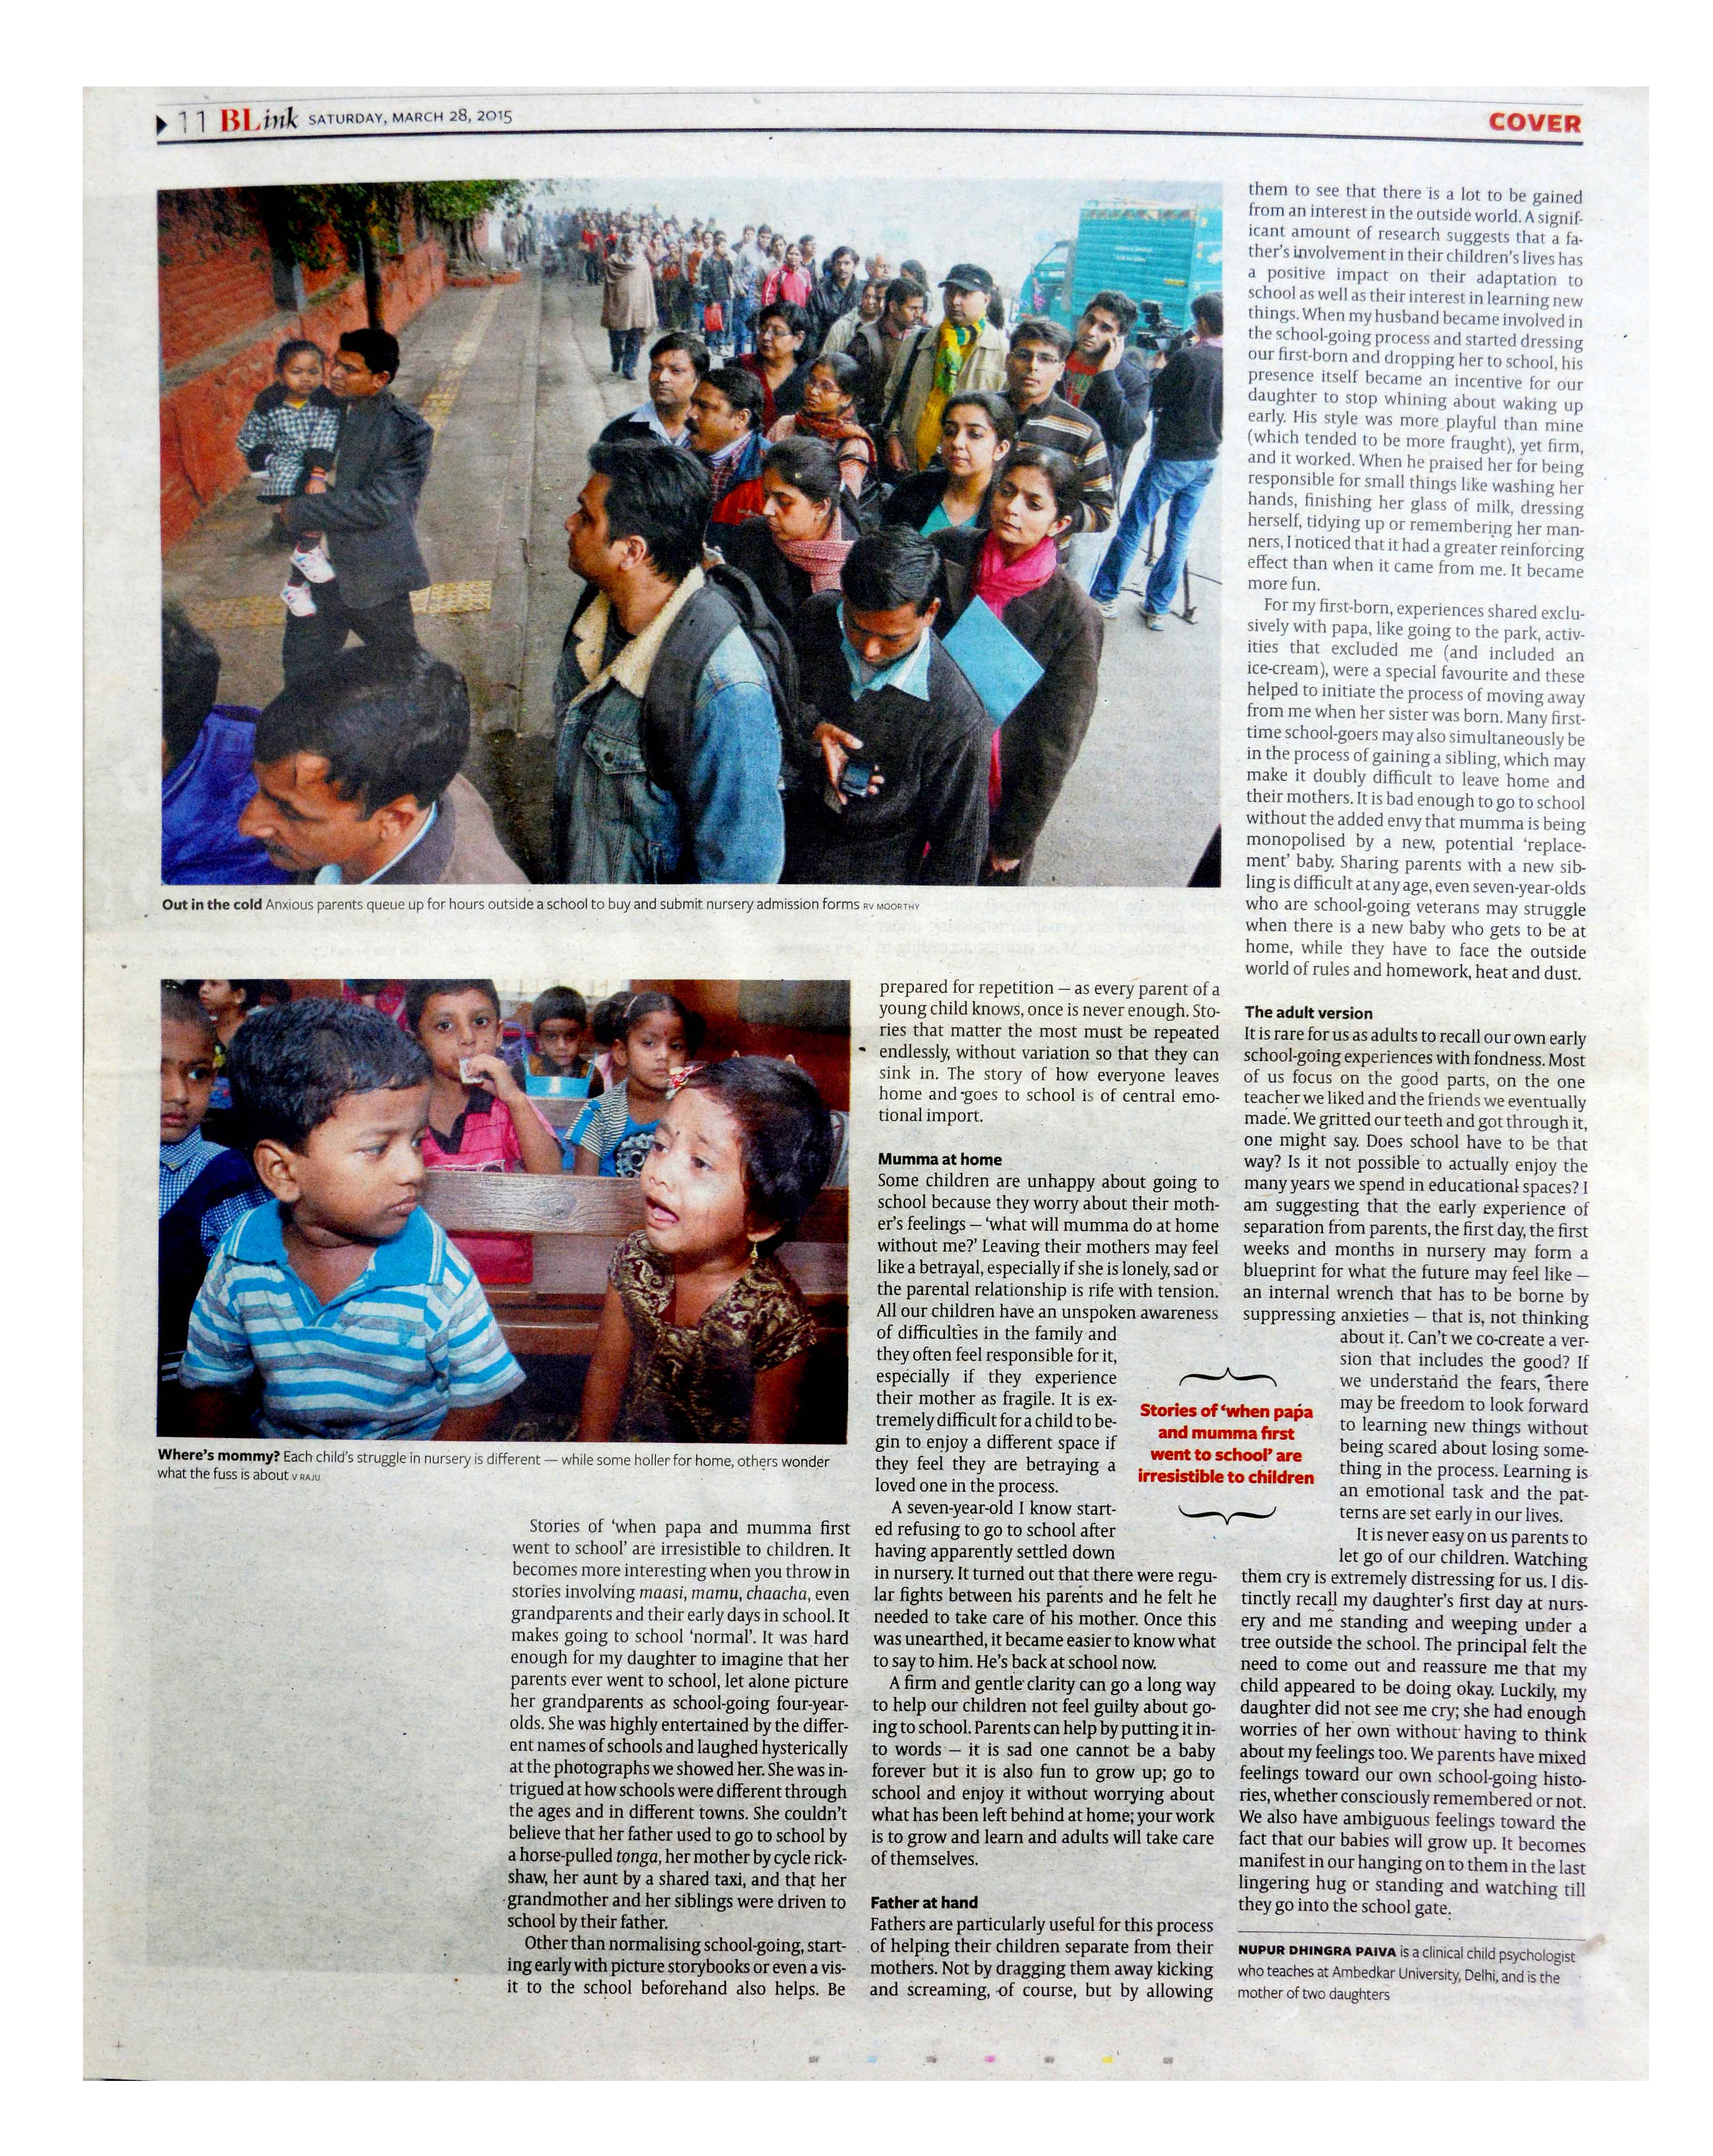 11 BLink SATURDAY, MARCH 28, 2015
COVER
Out in the cold Anxious parents queue up for hours outside a school to buy and submit nursery admission forms RV MOORTHY
Where's mommy? Each child's struggle in nursery is different — while some holler for home, others wonder
what the fuss is about V RAJU
Stories of 'when papa and mumma first
went to school' are irresistible to children. It
becomes more interesting when you throw in
stories involving maasi, mamu, chaacha, even
grandparents and their early days in school. It
makes going to school 'normal'. It was hard
enough for my daughter to imagine that her
parents ever went to school, let alone picture
her grandparents as school-going four-year-
olds. She was highly entertained by the differ-
ent names of schools and laughed hysterically
at the photographs we showed her. She was in-
trigued at how schools were different through
the ages and in different towns. She couldn't
believe that her father used to go to school by
a horse-pulled tonga, her mother by cycle rick-
shaw, her aunt by a shared taxi, and that her
grandmother and her siblings were driven to
school by their father.
Other than normalising school-going, start-
ing early with picture storybooks or even a vis-
it to the school beforehand also helps. Be
prepared for repetition — as every parent of a
young child knows, once is never enough. Sto-
ries that matter the most must be repeated
endlessly, without variation so that they can
sink in. The story of how everyone leaves
home and goes to school is of central emo-
tional import.
Mumma at home
Some children are unhappy about going to
school because they worry about their moth-
er's feelings — 'what will mumma do at home
without me?' Leaving their mothers may feel
like a betrayal, especially if she is lonely, sad or
the parental relationship is rife with tension.
All our children have an unspoken awareness
of difficulties in the family and
they often feel responsible for it,
especially if they experience
their mother as fragile. It is ex-
tremely difficult for a child to be-
gin to enjoy a different space if
they feel they are betraying a
loved one in the process.
A seven-year-old I know start-
ed refusing to go to school after
having apparently settled down
in nursery. It turned out that there were regu-
lar fights between his parents and he felt he
needed to take care of his mother. Once this
was unearthed, it became easier to know what
to say to him. He's back at school now.
A firm and gentle clarity can go a long way
to help our children not feel guilty about go-
ing to school. Parents can help by putting it in-
to words — it is sad one cannot be a baby
forever but it is also fun to grow up; go to
school and enjoy it without worrying about
what has been left behind at home; your work
is to grow and learn and adults will take care
of themselves.
Father at hand
Fathers are particularly useful for this process
of helping their children separate from their
mothers. Not by dragging them away kicking
and screaming, of course, but by allowing
Stories of 'when papa
and mumma first
went to school' are
irresistible to children
them to see that there is a lot to be gained
from an interest in the outside world. A signif-
icant amount of research suggests that a fa-
ther's involvement in their children's lives has
a positive impact on their adaptation to
school as well as their interest in learning new
things. When my husband became involved in
the school-going process and started dressing
our first-born and dropping her to school, his
presence itself became an incentive for our
daughter to stop whining about waking up
early. His style was more playful than mine
(which tended to be more fraught), yet firm,
and it worked. When he praised her for being
responsible for small things like washing her
hands, finishing her glass of milk, dressing
herself, tidying up or remembering her man-
ners, I noticed that it had a greater reinforcing
effect than when it came from me. It became
more fun.
For my first-born, experiences shared exclu-
sively with papa, like going to the park, activ-
ities that excluded me (and included an
ice-cream), were a special favourite and these
helped to initiate the process of moving away
from me when her sister was born. Many first-
time school-goers may also simultaneously be
in the process of gaining a sibling, which may
make it doubly difficult to leave home and
their mothers. It is bad enough to go to school
without the added envy that mumma is being
monopolised by a new, potential 'replace-
ment' baby. Sharing parents with a new sib-
ling is difficult at any age, even seven-year-olds
who are school-going veterans may struggle
when there is a new baby who gets to be at
home, while they have to face the outside
world of rules and homework, heat and dust.
The adult version
It is rare for us as adults to recall our own early
school-going experiences with fondness. Most
of us focus on the good parts, on the one
teacher we liked and the friends we eventually
made. We gritted our teeth and got through it,
one might say. Does school have to be that
way? Is it not possible to actually enjoy the
many years we spend in educational spaces? I
am suggesting that the early experience of
separation from parents, the first day, the first
weeks and months in nursery may form a
blueprint for what the future may feel like —
an internal wrench that has to be borne by
suppressing anxieties — that is, not thinking
about it. Can't we co-create a ver-
sion that includes the good? If
we understand the fears, there
may be freedom to look forward
to learning new things without
being scared about losing some-
thing in the process. Learning is
an emotional task and the pat-
terns are set early in our lives.
It is never easy on us parents to
let go of our children. Watching
them cry is extremely distressing for us. I dis-
tinctly recall my daughter's first day at nurs-
ery and me standing and weeping under a
tree outside the school. The principal felt the
need to come out and reassure me that my
child appeared to be doing okay. Luckily, my
daughter did not see me cry; she had enough
worries of her own without having to think
about my feelings too. We parents have mixed
feelings toward our own school-going histo-
ries, whether consciously remembered or not.
We also have ambiguous feelings toward the
fact that our babies will grow up. It becomes
manifest in our hanging on to them in the last
lingering hug or standing and watching till
they go into the school gate.
NUPUR DHINGRA PAIVA is a clinical child psychologist
who teaches at Ambedkar University, Delhi, and is the
mother of two daughters